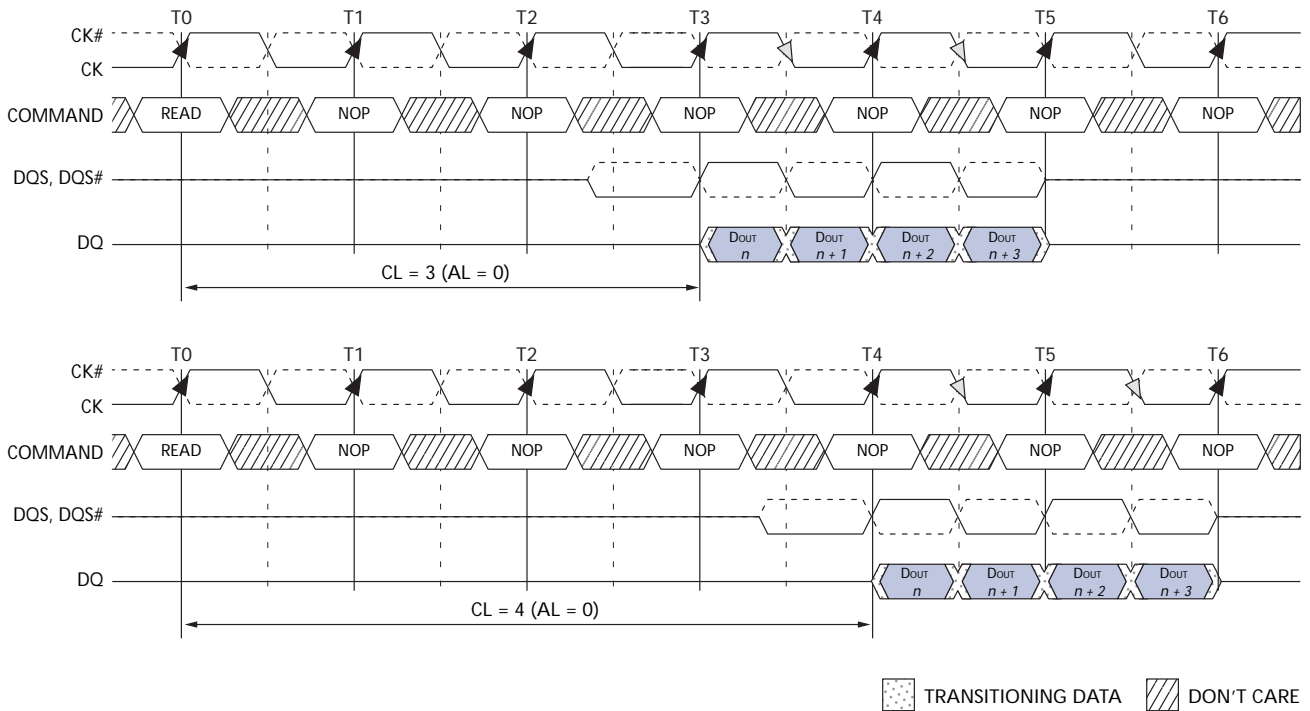 T0 T1 T2 T3 T4 T5 T6
CK#
CK
COMMAND READ NOP NOP NOP NOP NOP NOP
DQS, DQS#
DQ DOUT n DOUT n + 1 DOUT n + 2 DOUT n + 3
CL = 3 (AL = 0)
T0 T1 T2 T3 T4 T5 T6
CK#
CK
COMMAND READ NOP NOP NOP NOP NOP NOP
DQS, DQS#
DQ DOUT n DOUT n + 1 DOUT n + 2 DOUT n + 3
CL = 4 (AL = 0)
TRANSITIONING DATA DON'T CARE